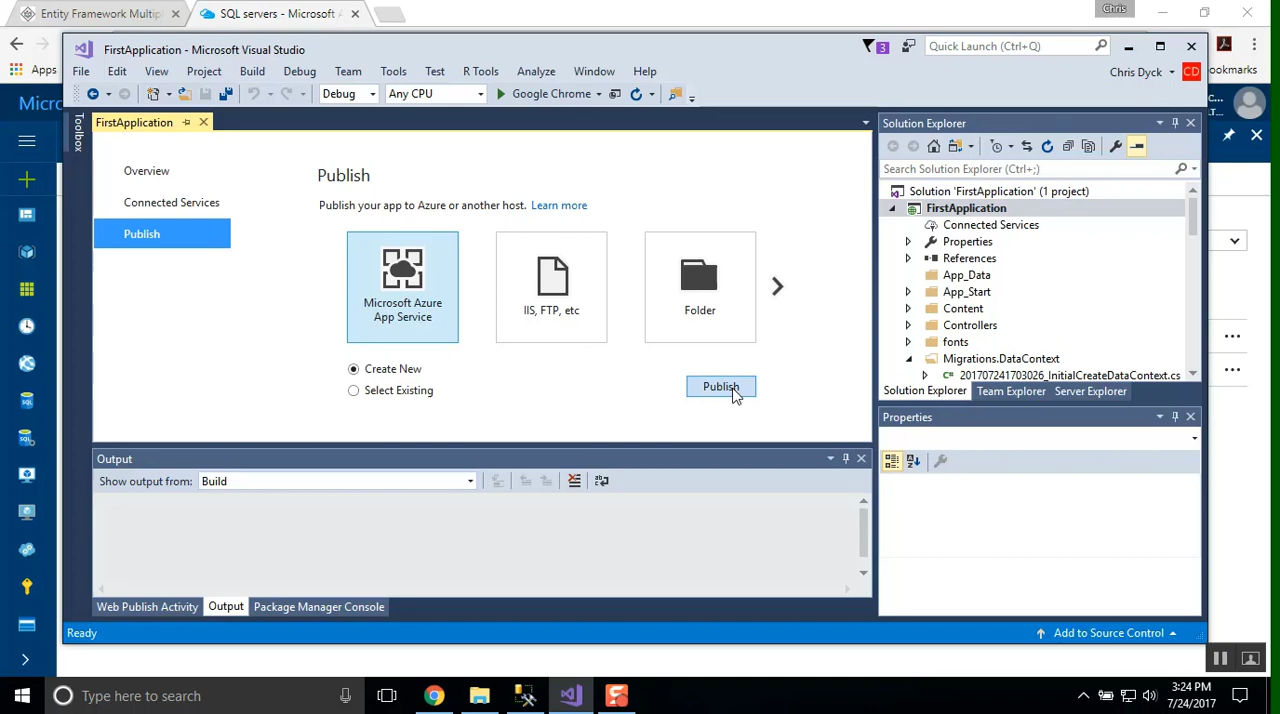 Entity Framework Multip
SQL servers - Microsoft A
Chris
Apps
ookmarks
Micro
C...
LT...
FirstApplication - Microsoft Visual Studio
3
Quick Launch (Ctrl+Q)
File Edit View Project Build Debug Team Tools Test R Tools Analyze Window Help
Chris Dyck CD
Debug Any CPU Google Chrome
Toolbox
FirstApplication
Overview
Connected Services
Publish
Publish
Publish your app to Azure or another host. Learn more
Microsoft Azure
App Service
IIS, FTP, etc
Folder
Create New
Select Existing
Publish
Output
Show output from: Build
Web Publish Activity Output Package Manager Console
Solution Explorer
Search Solution Explorer (Ctrl+;)
Solution 'FirstApplication' (1 project)
FirstApplication
Connected Services
Properties
References
App_Data
App_Start
Content
Controllers
fonts
Migrations.DataContext
C# 201707241703026_InitialCreateDataContext.cs
Solution Explorer Team Explorer Server Explorer
Properties
Ready
Add to Source Control
Type here to search
3:24 PM
7/24/2017